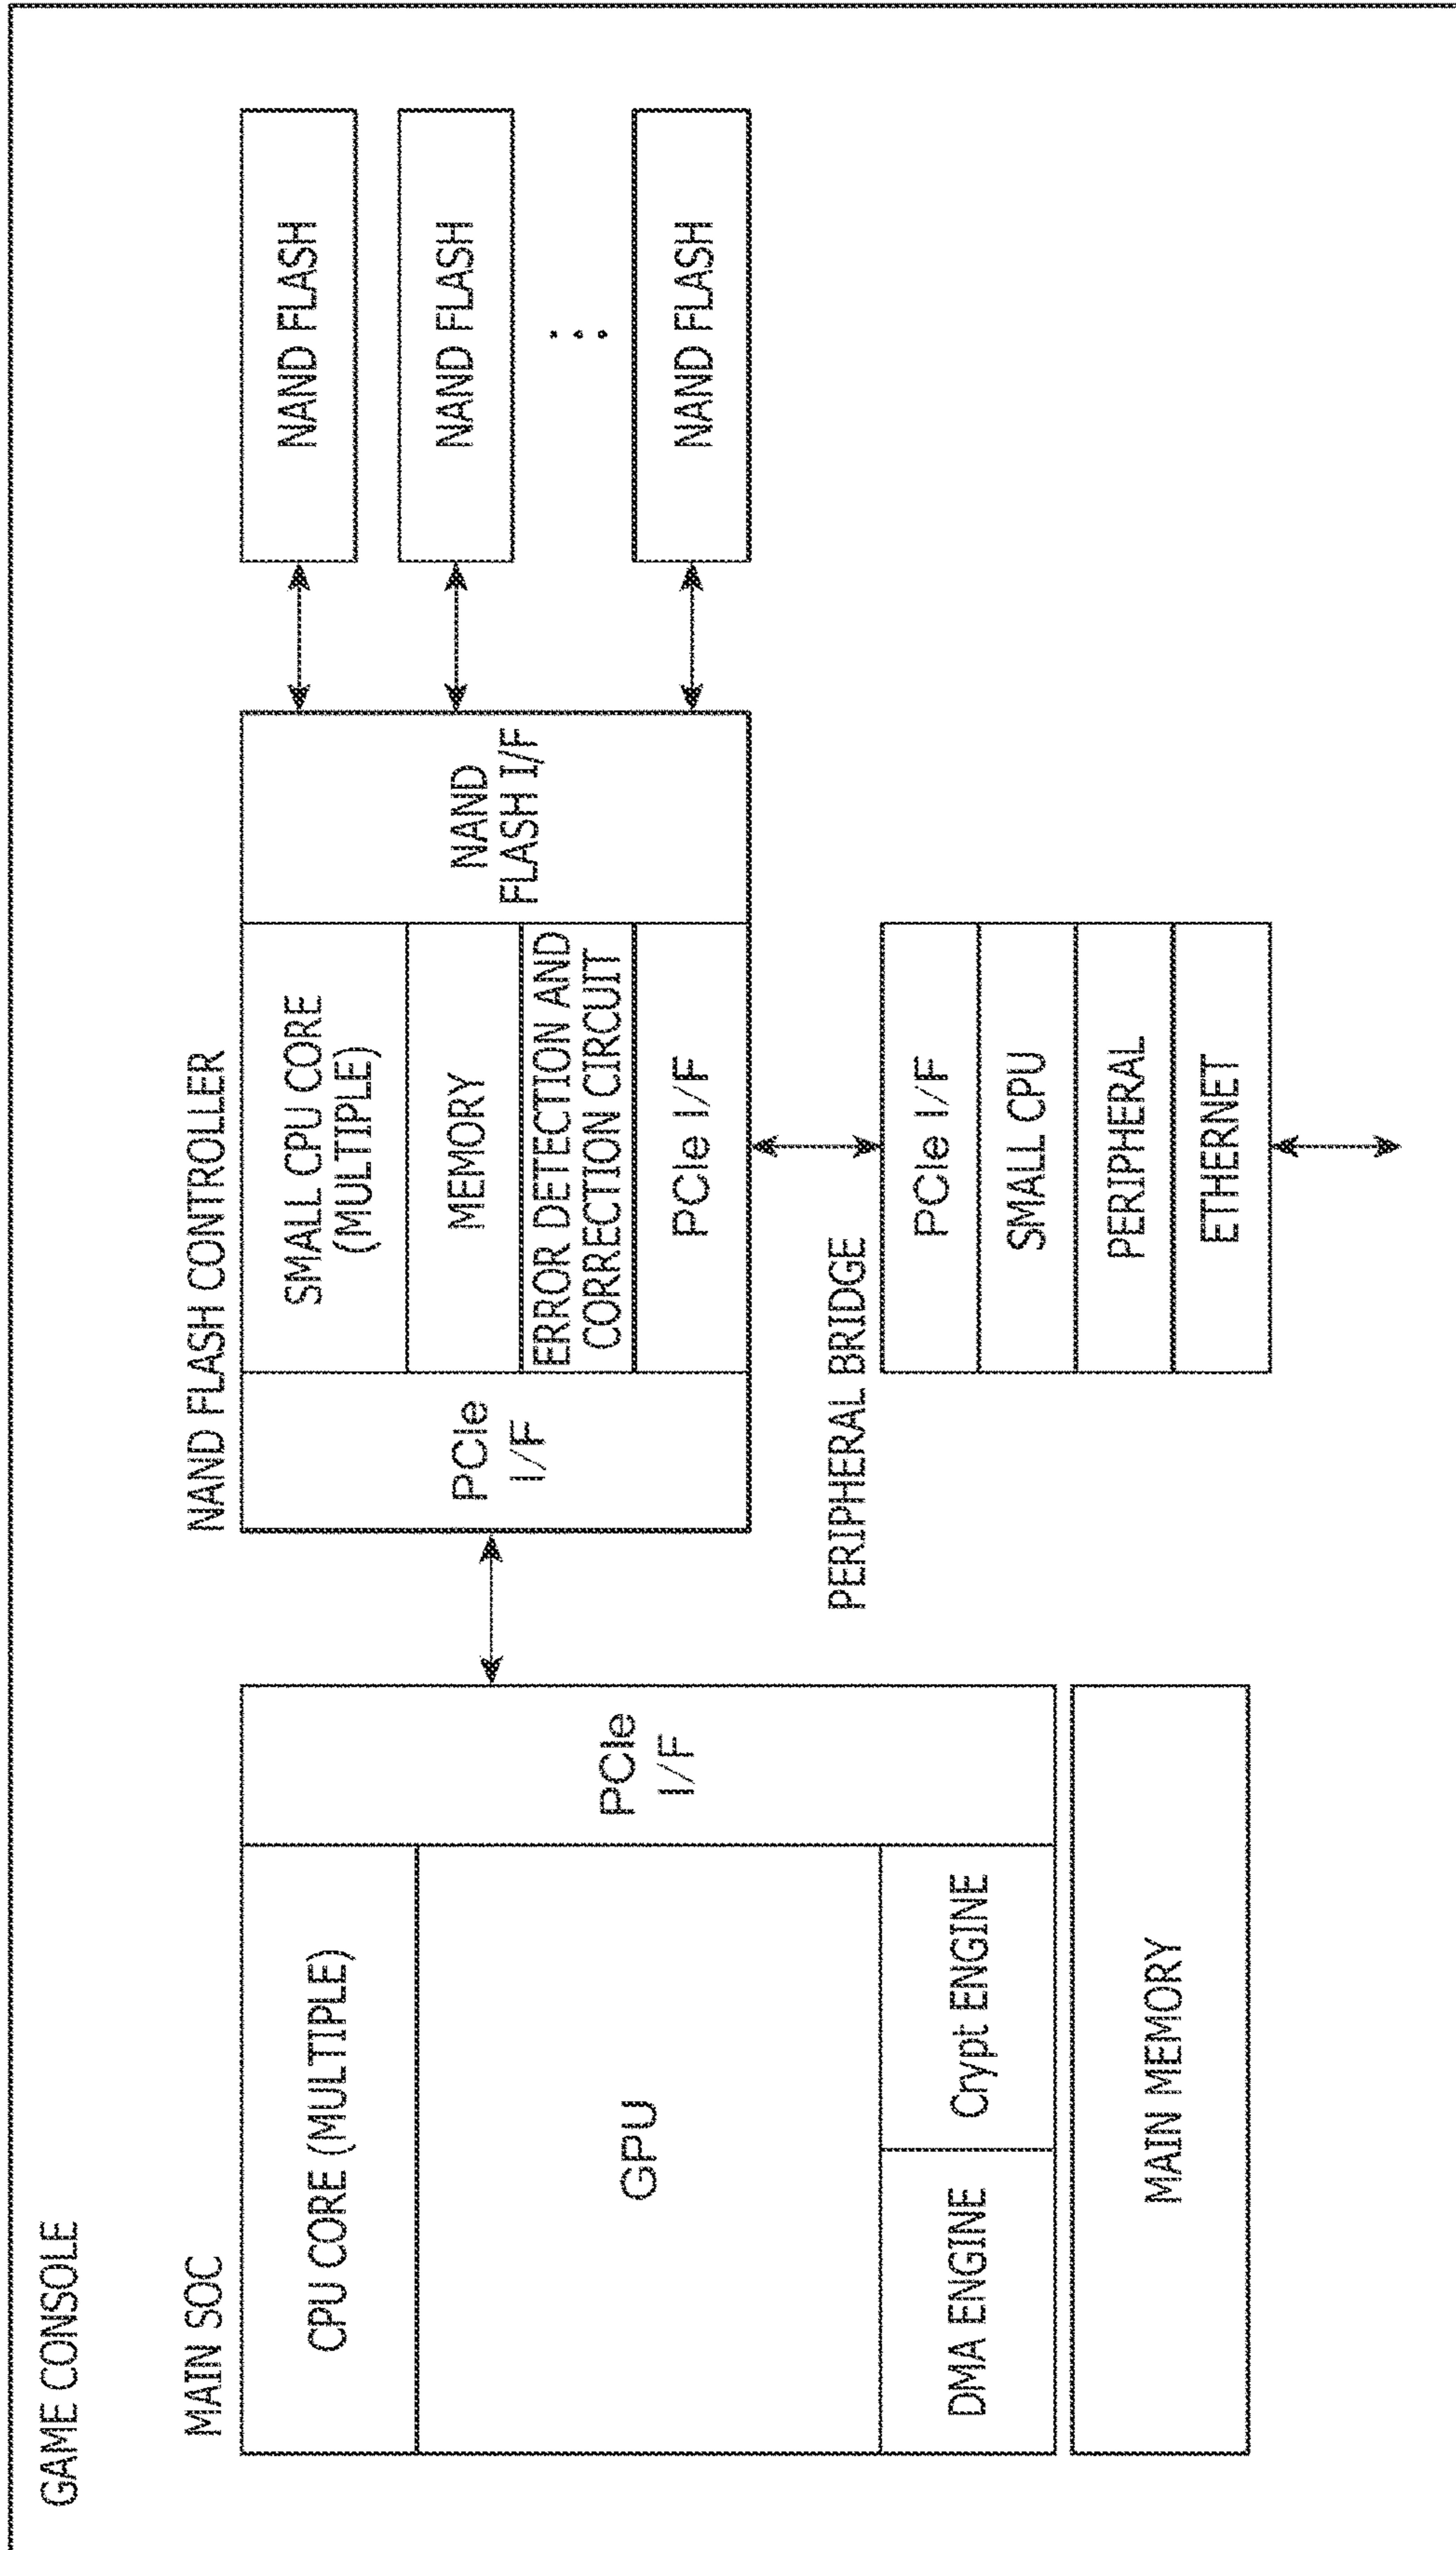 GAME CONSOLE
MAIN SOC
CPU CORE (MULTIPLE)
GPU
DMA ENGINE
Crypt ENGINE
PCIe
I/F
MAIN MEMORY
NAND FLASH CONTROLLER
PCIe
I/F
SMALL CPU CORE
(MULTIPLE)
MEMORY
ERROR DETECTION AND
CORRECTION CIRCUIT
PCIe I/F
NAND
FLASH I/F
NAND FLASH
NAND FLASH
...
NAND FLASH
PERIPHERAL BRIDGE
PCIe I/F
SMALL CPU
PERIPHERAL
ETHERNET